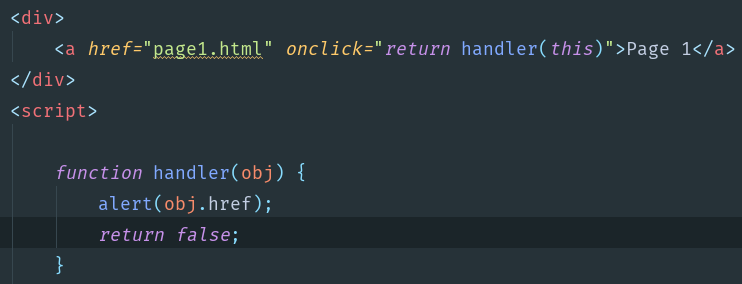 <div>
<a href="page1.html" onclick="return handler(this)">Page 1</a>
</div>
<script>
function handler(obj) {
alert(obj.href);
return false;
}